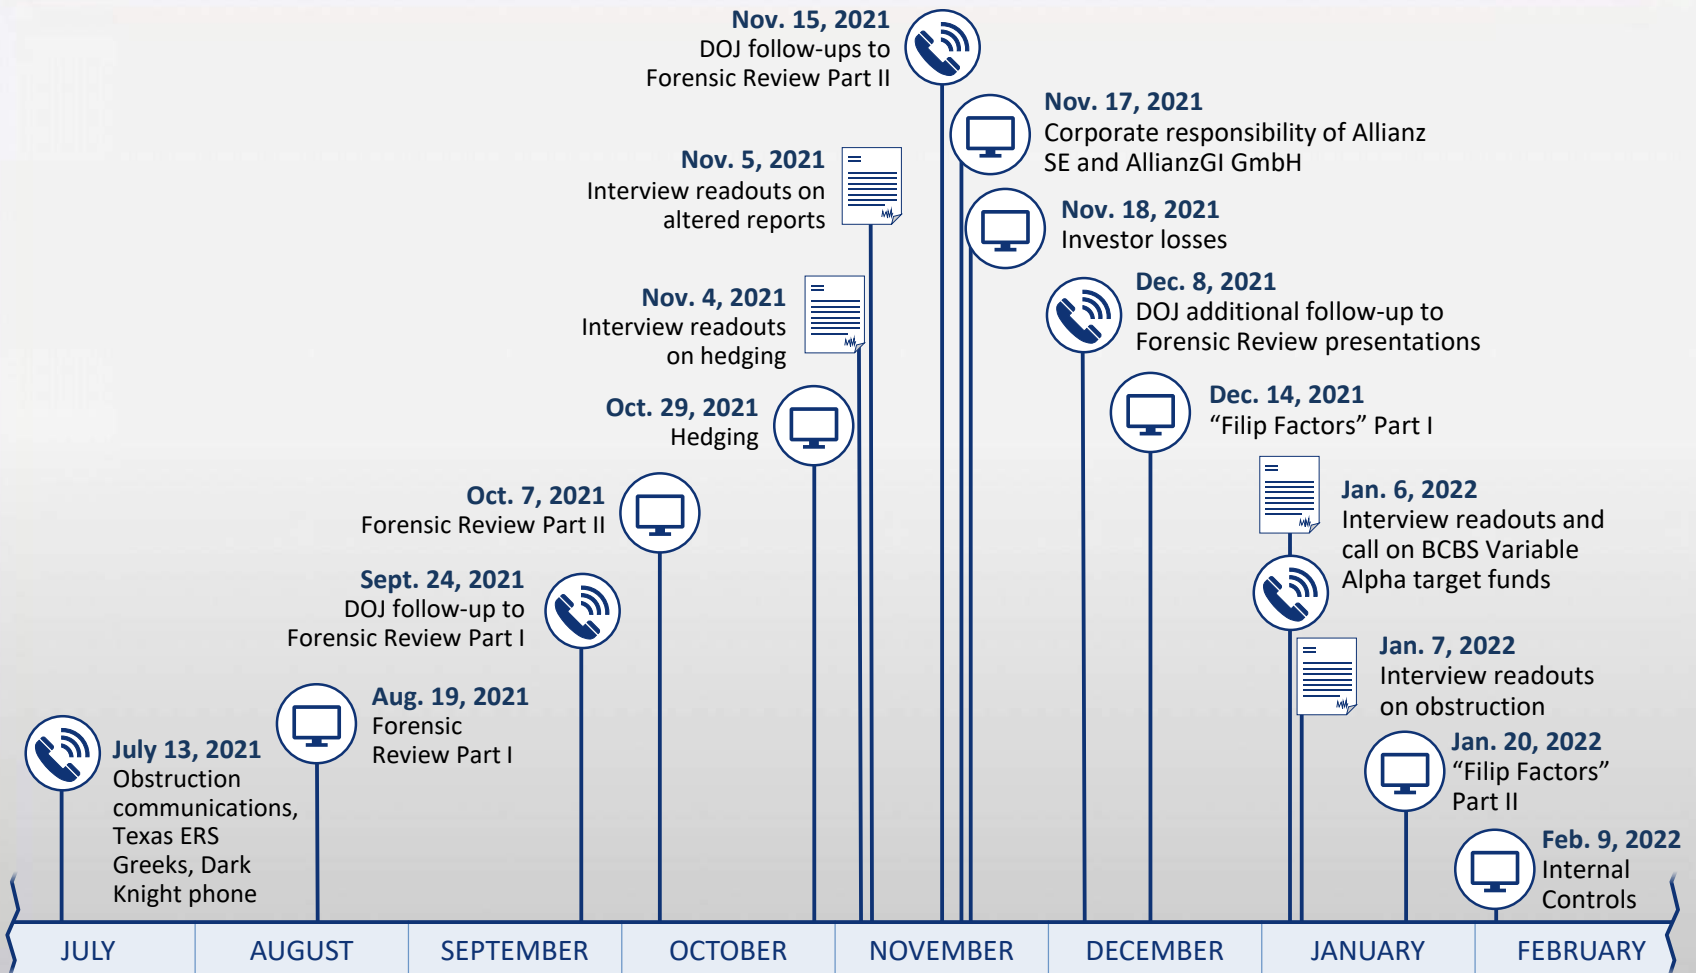 Nov. 15, 2021
DOJ follow-ups to
Forensic Review Part II
Nov. 17, 2021
Corporate responsibility of Allianz
SE and AllianzGI GmbH
Nov. 5, 2021
Interview readouts on
altered reports
Nov. 18, 2021
Investor losses
Nov. 4, 2021
Interview readouts
on hedging
Dec. 8, 2021
DOJ additional follow-up to
Forensic Review presentations
Oct. 29, 2021
Hedging
Dec. 14, 2021
“Filip Factors” Part I
Oct. 7, 2021
Forensic Review Part II
Jan. 6, 2022
Interview readouts and
call on BCBS Variable
Alpha target funds
Sept. 24, 2021
DOJ follow-up to
Forensic Review Part I
Jan. 7, 2022
Interview readouts
on obstruction
Aug. 19, 2021
Forensic
Review Part I
July 13, 2021
Obstruction
communications,
Texas ERS
Greeks, Dark
Knight phone
Jan. 20, 2022
“Filip Factors”
Part II
Feb. 9, 2022
Internal
Controls
JULY
AUGUST
SEPTEMBER
OCTOBER
NOVEMBER
DECEMBER
JANUARY
FEBRUARY